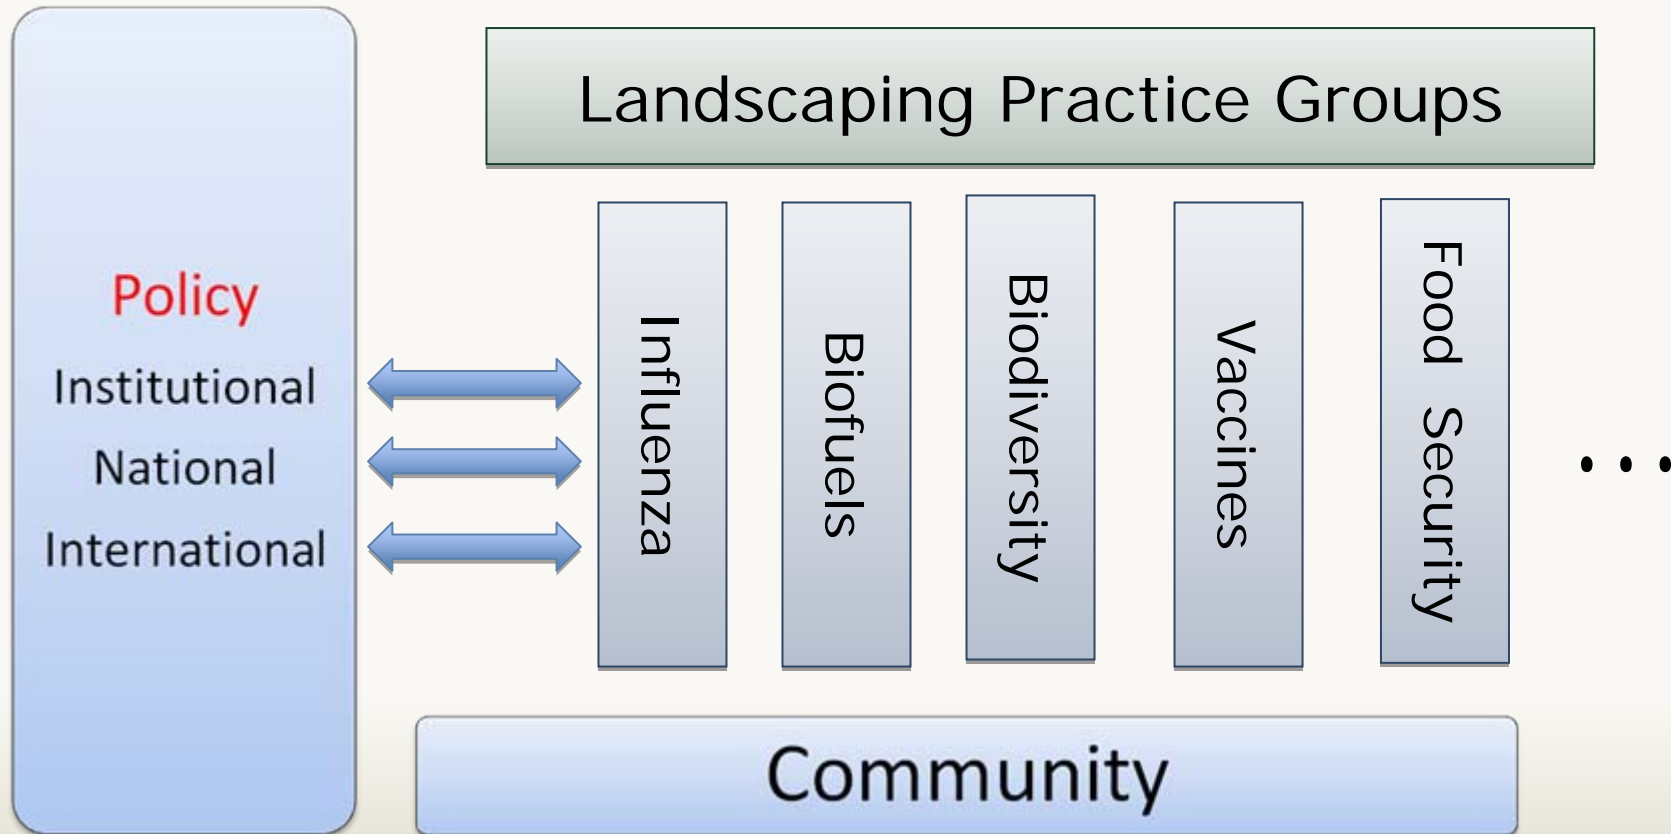 Landscaping Practice Groups
Policy
Institutional
National
International
Influenza
Biofuels
Biodiversity
Vaccines
Food Security
...
Community